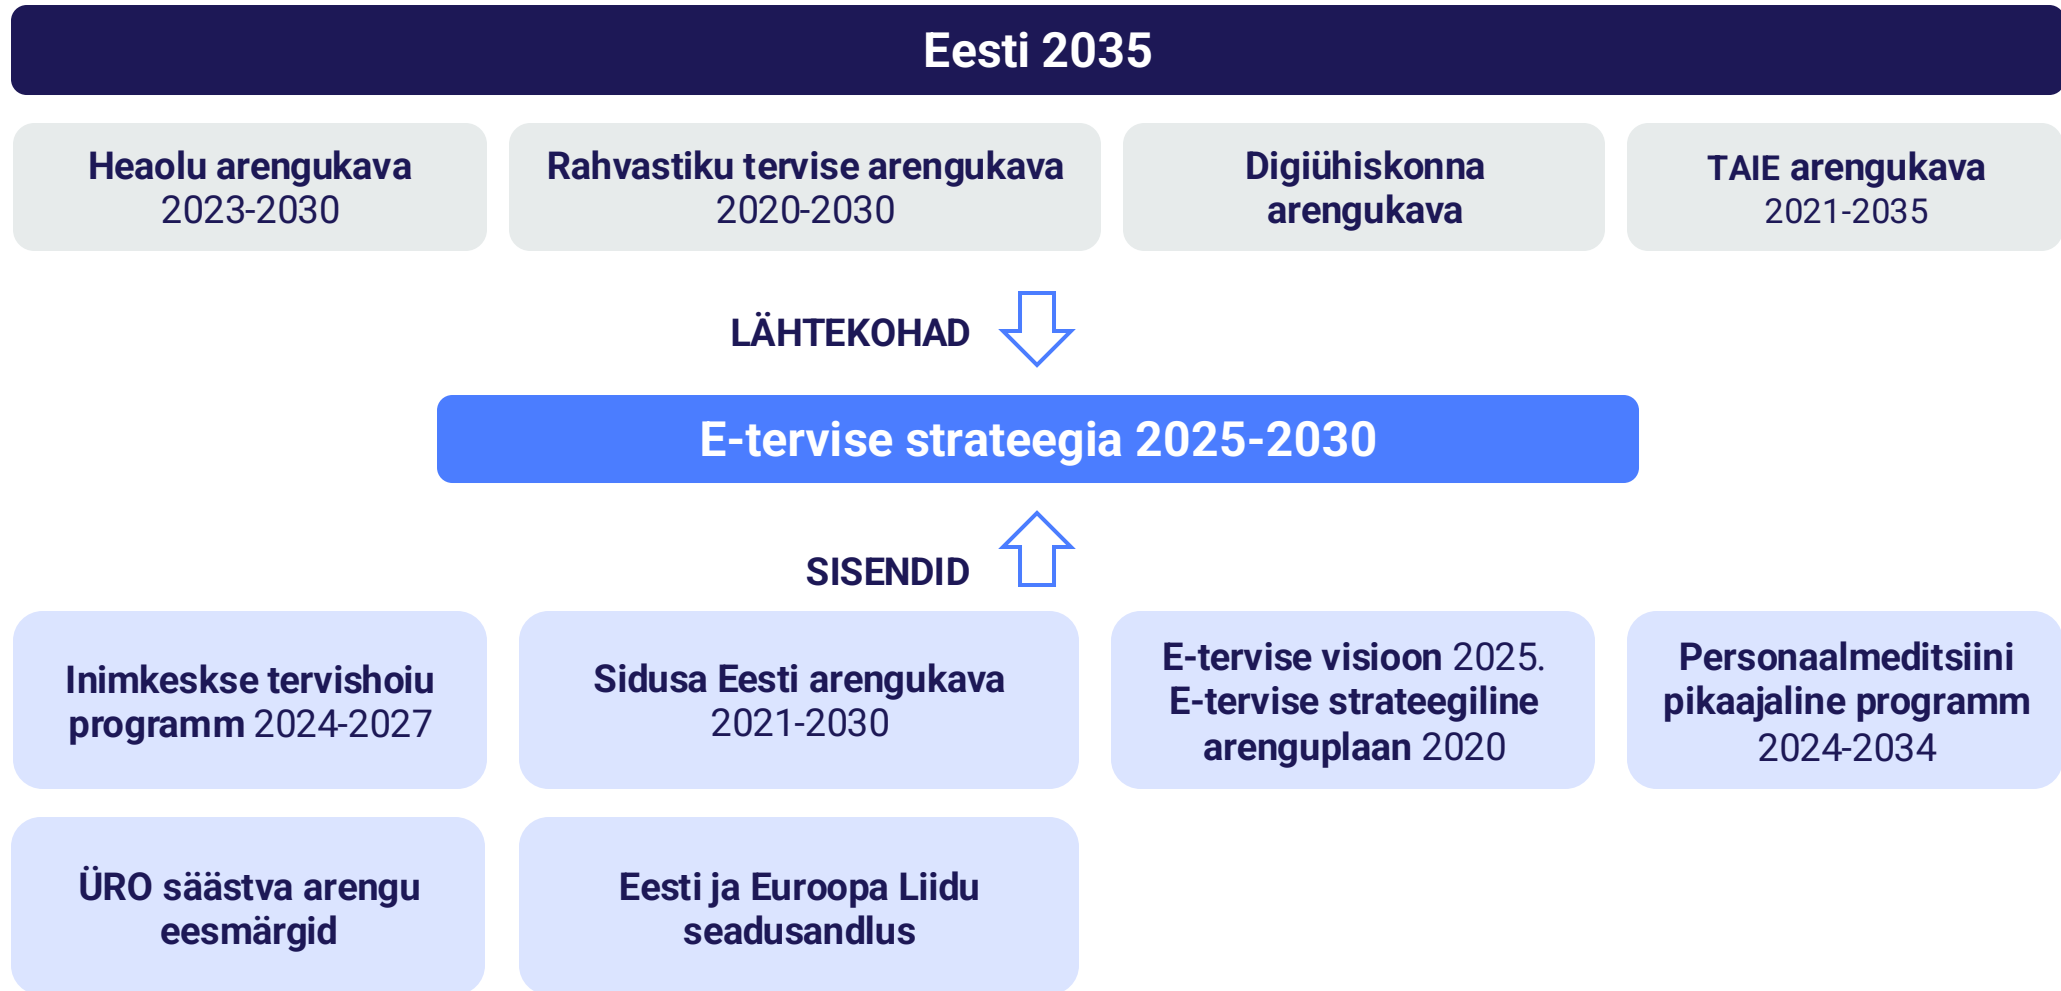 Eesti 2035
Heaolu arengukava
2023-2030
Rahvastiku tervise arengukava
2020-2030
Digiühiskonna
arengukava
TAIE arengukava
2021-2035
LÄHTEKOHAD
E-tervise strateegia 2025-2030
SISENDID
Inimkeskse tervishoiu
programm 2024-2027
Sidusa Eesti arengukava
2021-2030
E-tervise visioon 2025.
E-tervise strateegiline
arenguplaan 2020
Personaalmeditsiini
pikaajaline programm
2024-2034
ÜRO säästva arengu
eesmärgid
Eesti ja Euroopa Liidu
seadusandlus